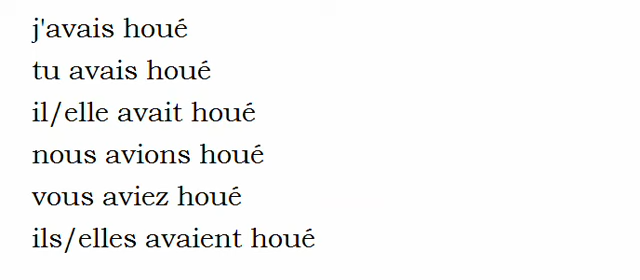 j'avais houé
tu avais houé
il/elle avait houé
nous avions houé
vous aviez houé
ils/elles avaient houé